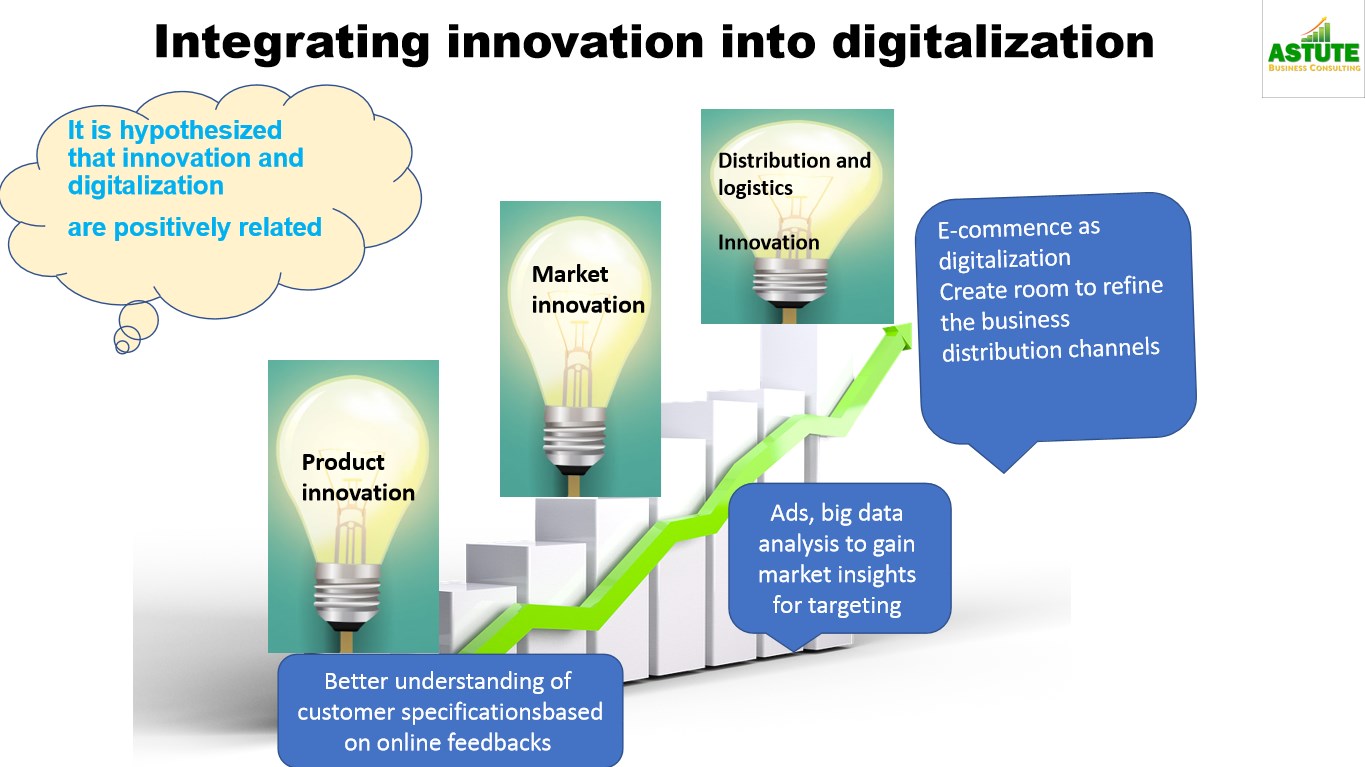 Integrating innovation into digitalization
ASTUTE
BUSINESS CONSULTING
It is hypothesized
that innovation and
digitalization
are positively related
Distribution and
logistics
Innovation
Market
innovation
Product
innovation
E-commence as
digitalization
Create room to refine
the business
distribution channels
Ads, big data
analysis to gain
market insights
for targeting
Better understanding of
customer specificationsbased
on online feedbacks